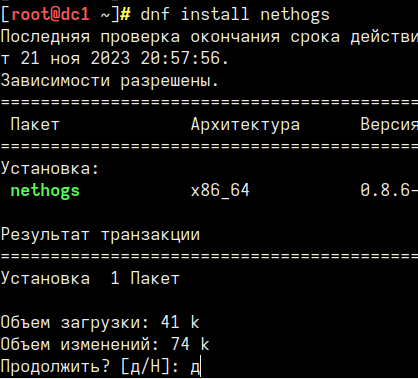 [root@dc1 ~]# dnf install nethogs
Последняя проверка окончания срока действи
т 21 ноя 2023 20:57:56.
Зависимости разрешены.
==========================================
Пакет Архитектура Версия
==========================================
Установка:
nethogs x86_64 0.8.6-
Результат транзакции
==========================================
Установка 1 Пакет
Объем загрузки: 41 k
Объем изменений: 74 k
Продолжить? [д/Н]: д